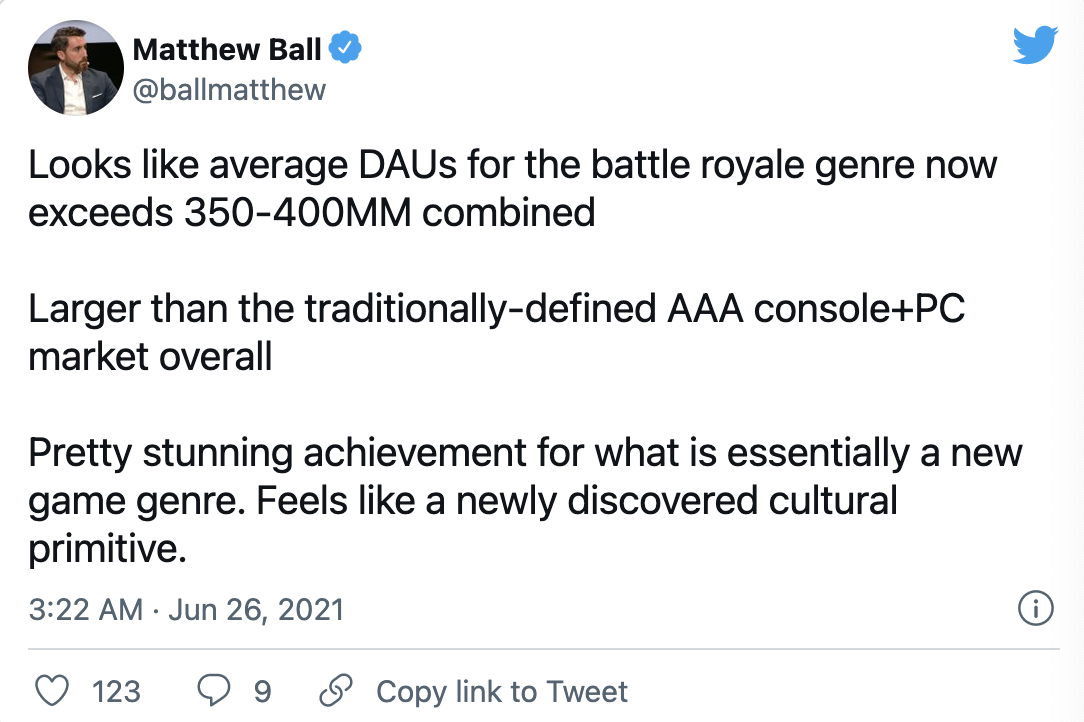 Matthew Ball
@ballmatthew
Looks like average DAUs for the battle royale genre now
exceeds 350-400MM combined
Larger than the traditionally-defined AAA console+PC
market overall
Pretty stunning achievement for what is essentially a new
game genre. Feels like a newly discovered cultural
primitive.
3:22 AM · Jun 26, 2021
123 9 Copy link to Tweet